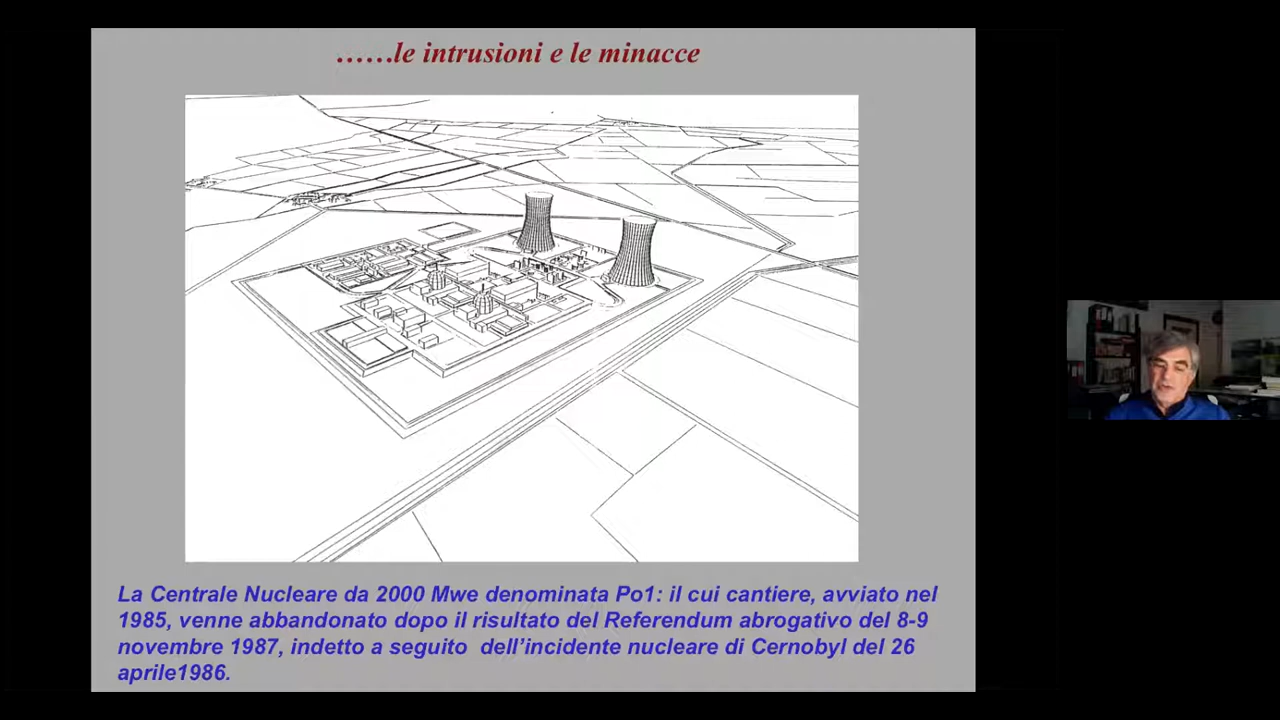 ......le intrusioni e le minacce
La Centrale Nucleare da 2000 Mwe denominata Po1: il cui cantiere, avviato nel
1985, venne abbandonato dopo il risultato del Referendum abrogativo del 8-9
novembre 1987, indetto a seguito dell’incidente nucleare di Cernobyl del 26
aprile1986.